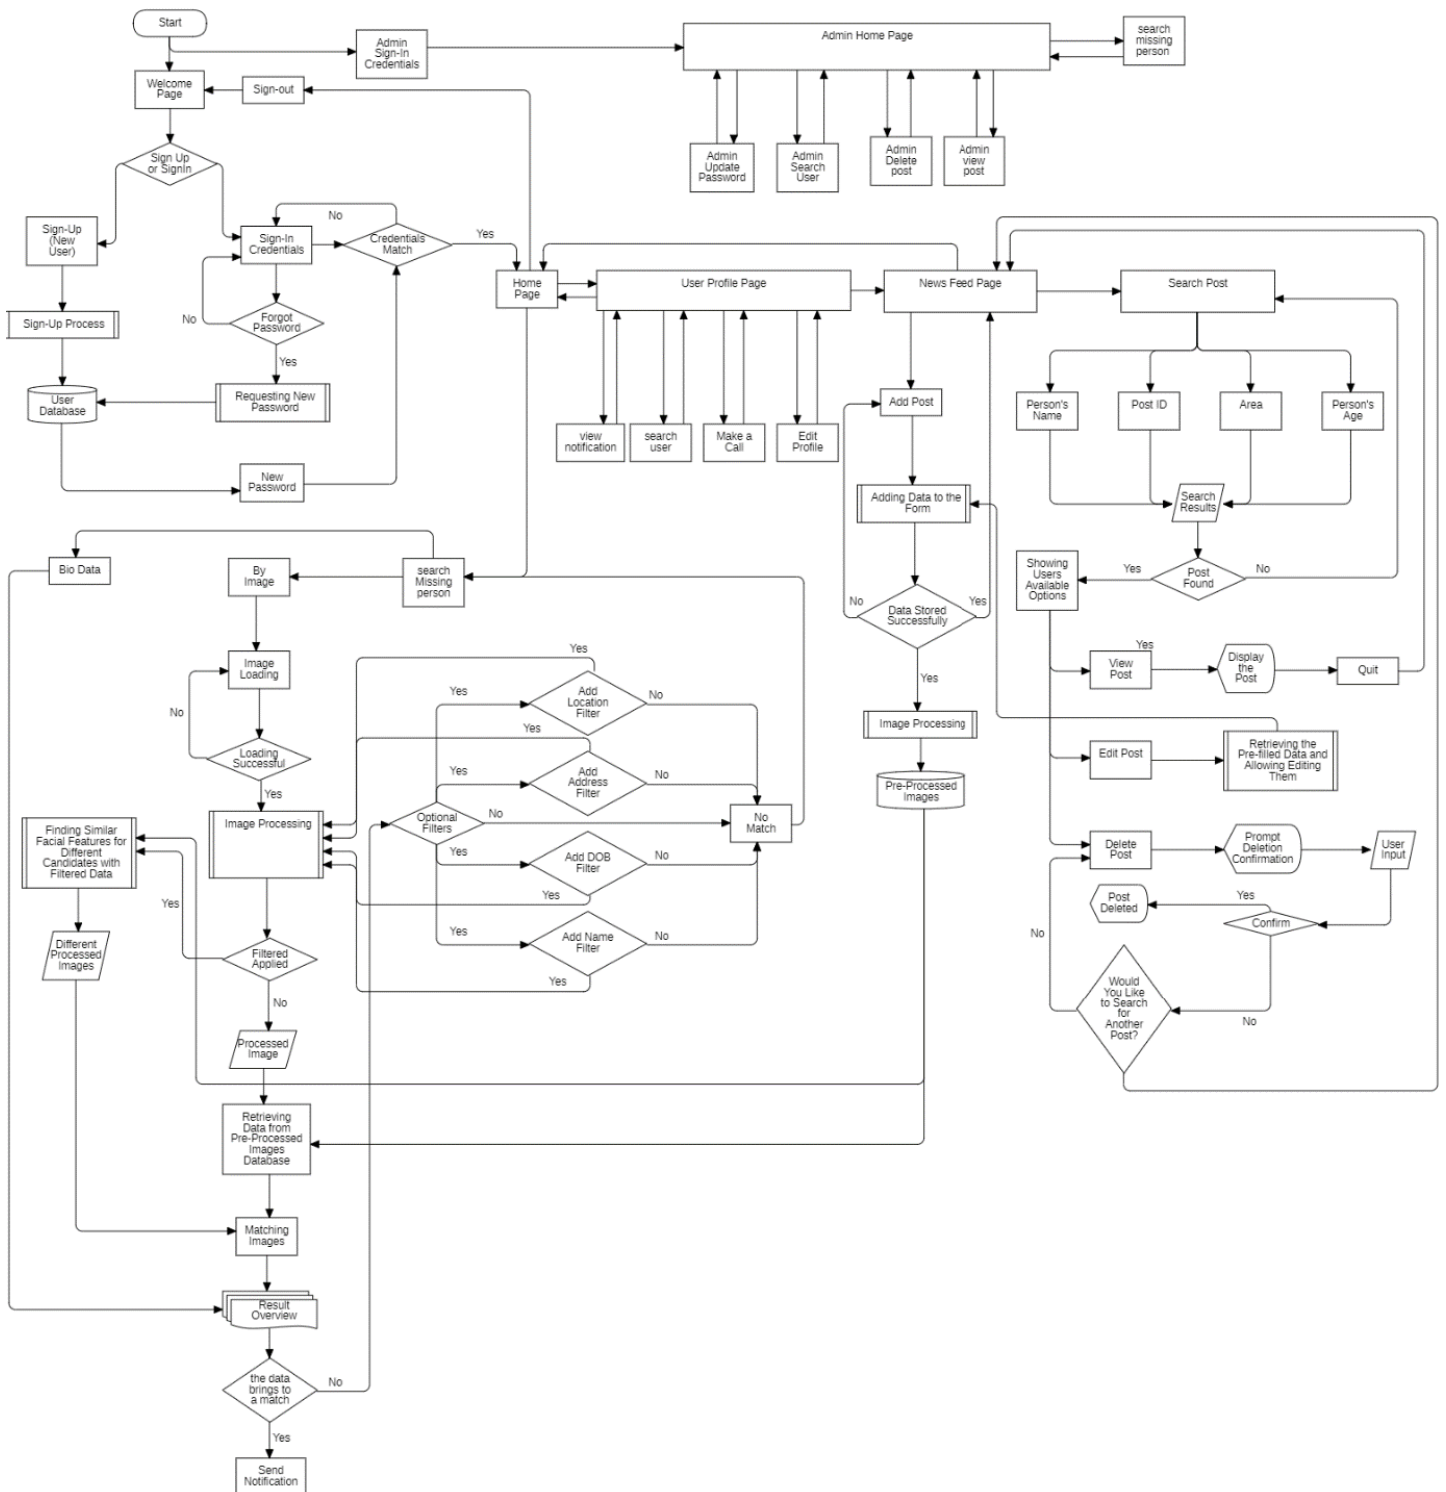 Start
Admin
Sign-In
Credentials
Admin Home Page
search
missing
person
Welcome
Page
Sign-out
Admin
Update
Password
Admin
Search
User
Admin
Delete
post
Admin
view
post
Sign Up
or SignIn
Sign-Up
(New
User)
No
Sign-In
Credentials
Credentials
Match
Yes
Home
Page
User Profile Page
News Feed Page
Search Post
Sign-Up Process
No
Forgot
Password
Yes
User
Database
Requesting New
Password
New
Password
view
notification
search
user
Make a
Call
Edit
Profile
Add Post
Person's
Name
Post ID
Area
Person's
Age
Adding Data to the
Form
Search
Results
Bio Data
By
Image
search
Missing
person
No
Data Stored
Successfully
Yes
Showing
Users
Available
Options
Yes
Post
Found
No
Image
Loading
No
Loading
Successful
Yes
Yes
Yes
Add
Location
Filter
No
Yes
Yes
Add
Address
Filter
No
Yes
Image Processing
Pre-Processed
Images
Yes
View
Post
Display
the
Post
Quit
Edit Post
Retrieving the
Pre-filled Data and
Allowing Editing
Them
Finding Similar
Facial Features for
Different
Candidates with
Filtered Data
Image Processing
Optional
Filters
No
No
Match
Yes
Add DOB
Filter
No
Yes
Yes
Add Name
Filter
No
Yes
Delete
Post
Prompt
Deletion
Confirmation
User
Input
Post
Deleted
Yes
Confirm
No
Yes
Different
Processed
Images
Filtered
Applied
No
Would
You Like
to Search
for
Another
Post?
No
Processed
Image
Retrieving
Data from
Pre-Processed
Images
Database
Matching
Images
Result
Overview
the data
brings to
a match
No
Yes
Send
Notification